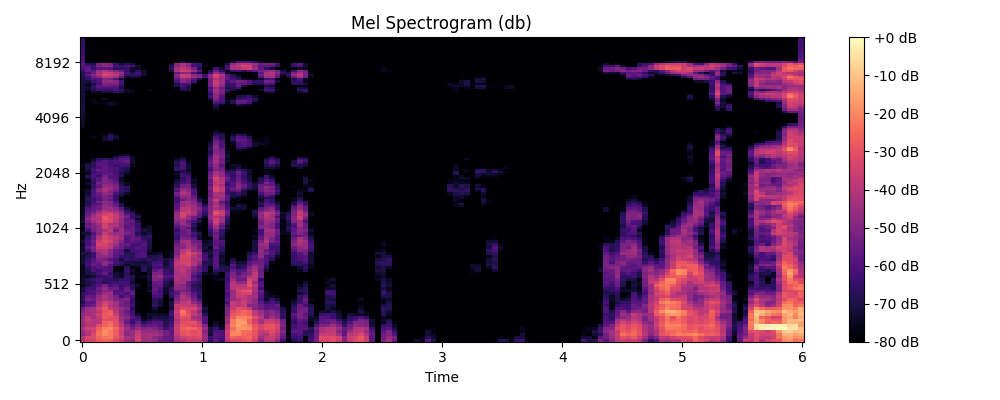 Mel Spectrogram (db)
Hz
8192
4096
2048
1024
512
0
0 1 2 3 4 5 6
Time
+0 dB
-10 dB
-20 dB
-30 dB
-40 dB
-50 dB
-60 dB
-70 dB
-80 dB